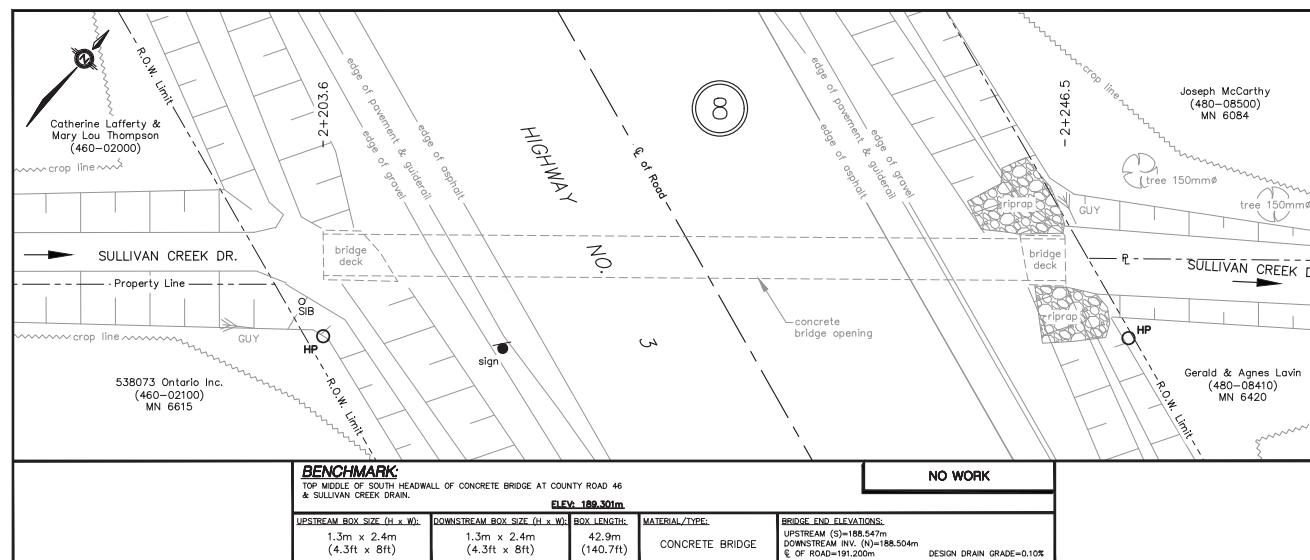 N
R.O.W. Limit
2+203.6
edge of pavement & guiderail
edge of gravel
edge of asphalt
HIGHWAY
NO.
3
℄ of Road
8
edge of pavement & guiderail
edge of gravel
edge of asphalt
2+246.5
crop line
Joseph McCarthy
(480-08500)
MN 6084
Catherine Lafferty &
Mary Lou Thompson
(460-02000)
crop line
tree 150mmø
tree 150mmø
riprap
GUY
SULLIVAN CREEK DR.
bridge
deck
bridge
deck
PL
SULLIVAN CREEK D
Property Line
SIB
GUY
HP
crop line
sign
concrete
bridge opening
riprap
HP
538073 Ontario Inc.
(460-02100)
MN 6615
R.O.W. Limit
Gerald & Agnes Lavin
(480-08410)
MN 6420
R.O.W. Limit
BENCHMARK:
TOP MIDDLE OF SOUTH HEADWALL OF CONCRETE BRIDGE AT COUNTY ROAD 46
& SULLIVAN CREEK DRAIN.
ELEV: 189.301m
NO WORK
UPSTREAM BOX SIZE (H x W):
1.3m x 2.4m
(4.3ft x 8ft)
DOWNSTREAM BOX SIZE (H x W):
1.3m x 2.4m
(4.3ft x 8ft)
BOX LENGTH:
42.9m
(140.7ft)
MATERIAL/TYPE:
CONCRETE BRIDGE
BRIDGE END ELEVATIONS:
UPSTREAM (S)=188.547m
DOWNSTREAM INV. (N)=188.504m
℄ OF ROAD=191.200m
DESIGN DRAIN GRADE=0.10%